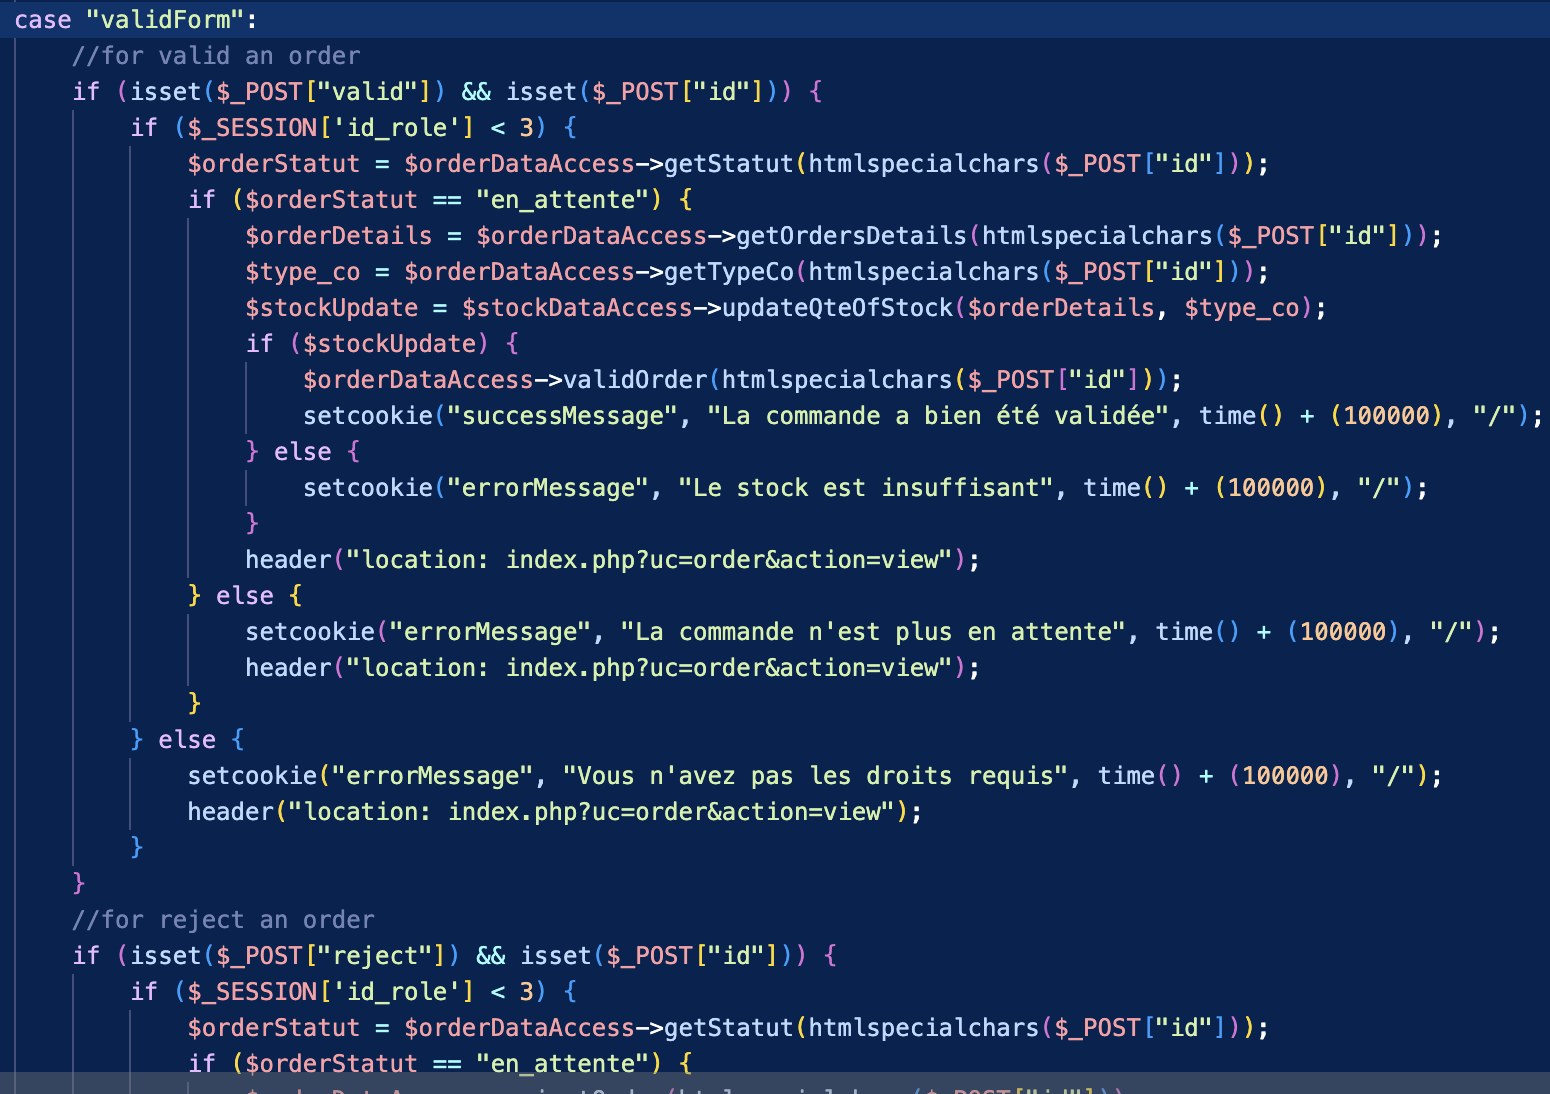 case "validForm":
    //for valid an order
    if (isset($_POST["valid"]) && isset($_POST["id"])) {
        if ($_SESSION['id_role'] < 3) {
            $orderStatut = $orderDataAccess->getStatut(htmlspecialchars($_POST["id"]));
            if ($orderStatut == "en_attente") {
                $orderDetails = $orderDataAccess->getOrdersDetails(htmlspecialchars($_POST["id"]));
                $type_co = $orderDataAccess->getTypeCo(htmlspecialchars($_POST["id"]));
                $stockUpdate = $stockDataAccess->updateQteOfStock($orderDetails, $type_co);
                if ($stockUpdate) {
                    $orderDataAccess->validOrder(htmlspecialchars($_POST["id"]));
                    setcookie("successMessage", "La commande a bien été validée", time() + (100000), "/");
                } else {
                    setcookie("errorMessage", "Le stock est insuffisant", time() + (100000), "/");
                }
                header("location: index.php?uc=order&action=view");
            } else {
                setcookie("errorMessage", "La commande n'est plus en attente", time() + (100000), "/");
                header("location: index.php?uc=order&action=view");
            }
        } else {
            setcookie("errorMessage", "Vous n'avez pas les droits requis", time() + (100000), "/");
            header("location: index.php?uc=order&action=view");
        }
    }
    //for reject an order
    if (isset($_POST["reject"]) && isset($_POST["id"])) {
        if ($_SESSION['id_role'] < 3) {
            $orderStatut = $orderDataAccess->getStatut(htmlspecialchars($_POST["id"]));
            if ($orderStatut == "en_attente") {